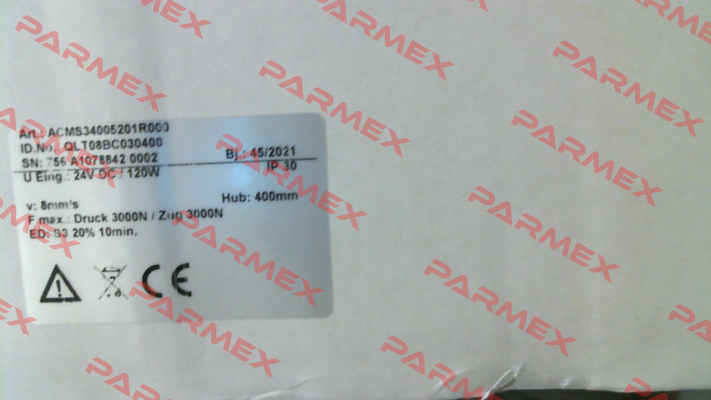 Art.: ACMS34005201R000
ID.No. QLT08BC030400
SN: 756 A1078842 0002 Bj.: 45/2021
U Eing.: 24V DC / 120W IP 30
v: 8mm/s Hub: 400mm
F max.: Druck 3000N / Zug 3000N
ED: S3 20% 10min.
CE
PARMEX
PARMEX
PARMEX
PARMEX
PARMEX
PARMEX
PARMEX
PARMEX
PARMEX
PARMEX